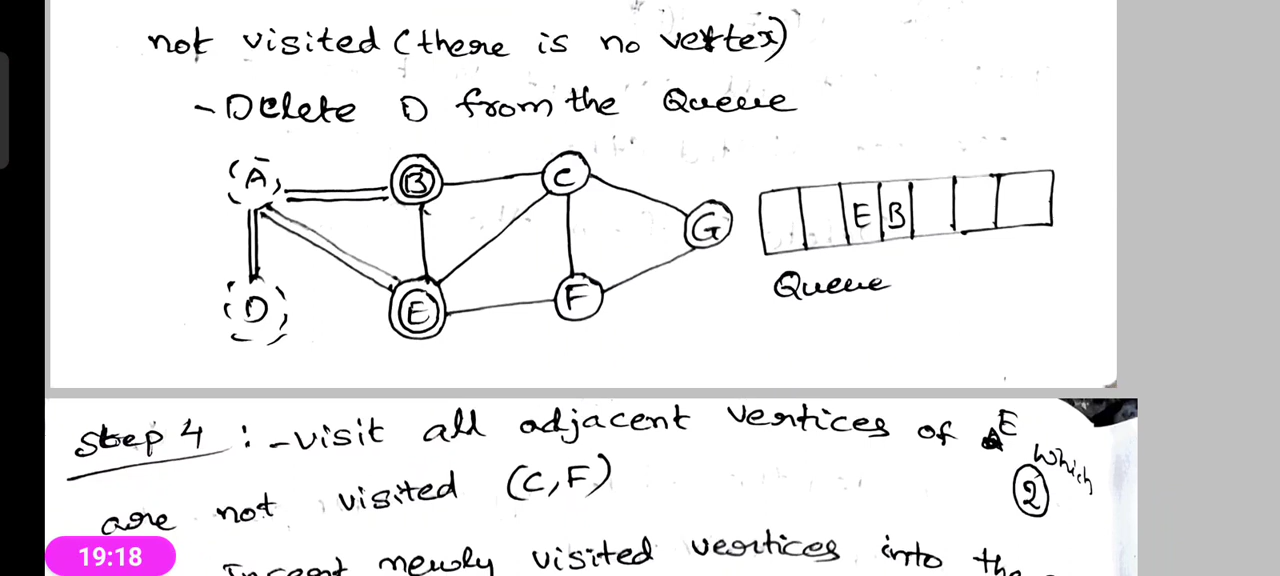 not visited (there is no vertex)
- Delete D from the Queue
A B C
G
E B
D E F
Queue
Step 4 : - visit all adjacent vertices of E which
are not visited (C,F)
2
19:18
Insert newly visited vertices into the